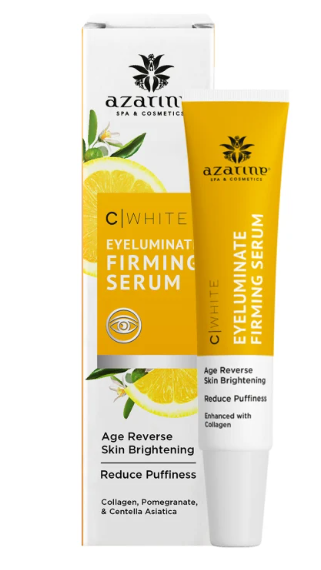 azarine
SPA & COSMETICS
C|WHITE
EYELUMINATE
FIRMING
SERUM
Age Reverse
Skin Brightening
Reduce Puffiness
Collagen, Pomegranate,
& Centella Asiatica
azarine
SPA & COSMETICS
C|WHITE
EYELUMINATE
FIRMING SERUM
Age Reverse
Skin Brightening
Reduce Puffiness
Enhanced with
Collagen